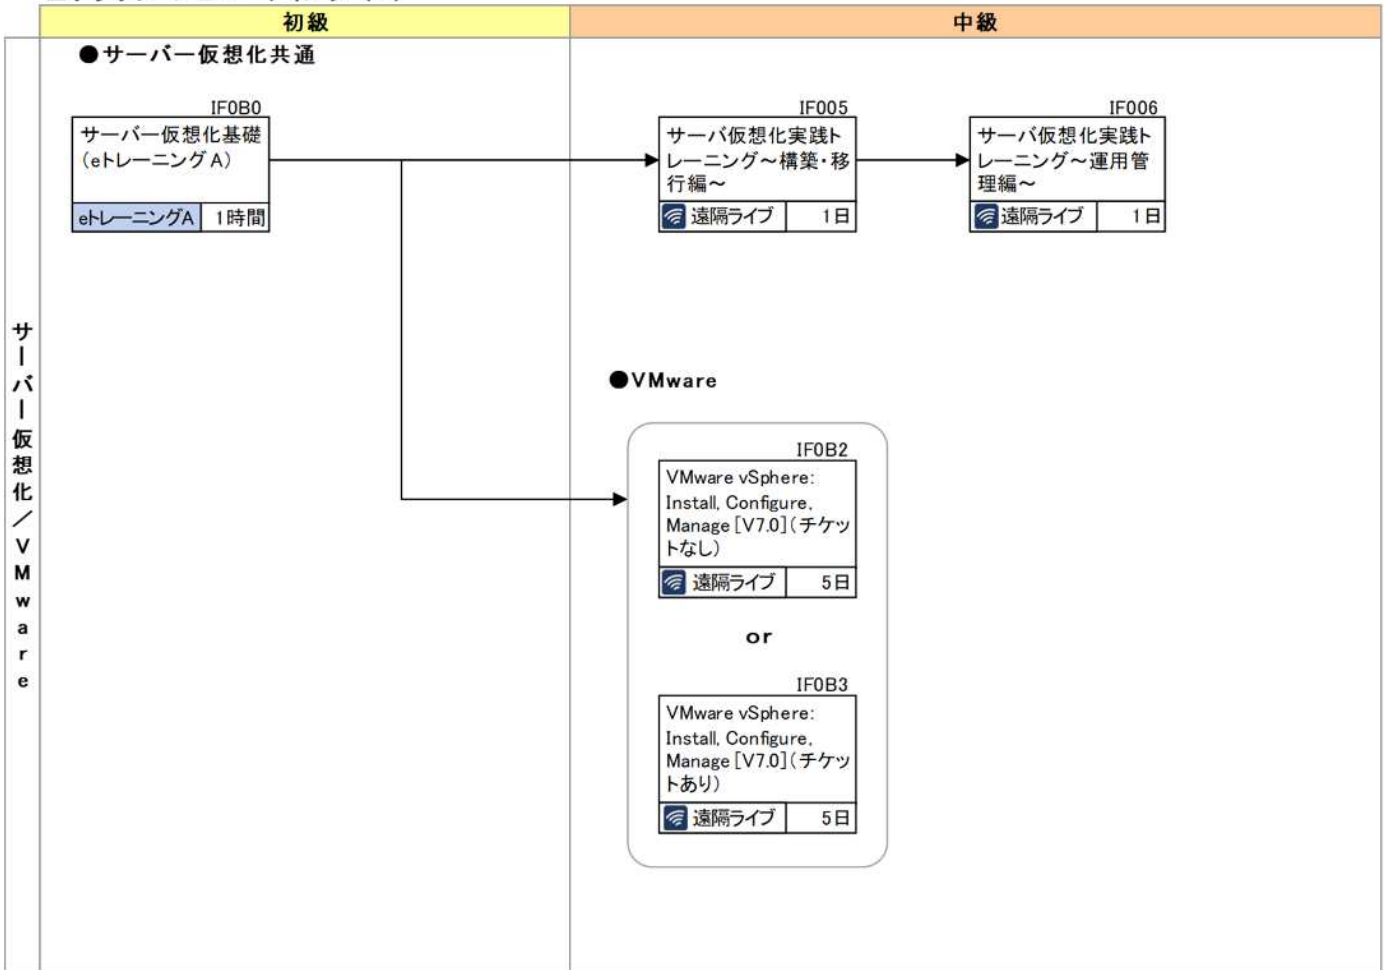 初級
中級
サーバー仮想化／VMware
●サーバー仮想化共通
IF0B0
サーバー仮想化基礎
（eトレーニングA）
eトレーニングA
1時間
IF005
サーバ仮想化実践ト
レーニング～構築・移
行編～
遠隔ライブ
1日
IF006
サーバ仮想化実践ト
レーニング～運用管
理編～
遠隔ライブ
1日
●VMware
IF0B2
VMware vSphere:
Install, Configure,
Manage [V7.0]（チケッ
トなし）
遠隔ライブ
5日
or
IF0B3
VMware vSphere:
Install, Configure,
Manage [V7.0]（チケッ
トあり）
遠隔ライブ
5日